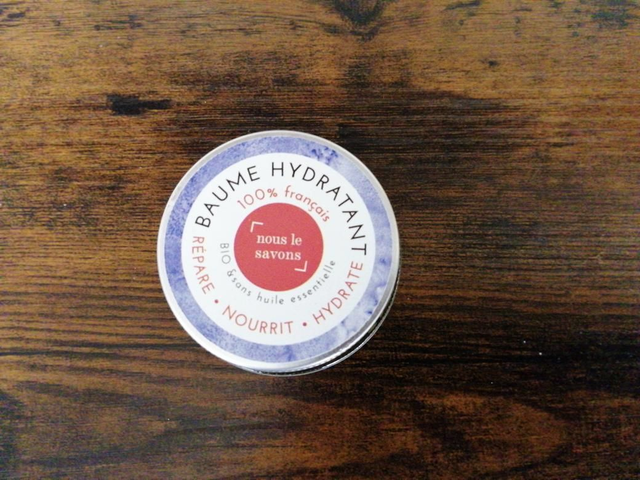 BAUME HYDRATANT
100% français
nous le
savons
BIO & sans huile essentielle
RÉPARE • NOURRIT • HYDRATE